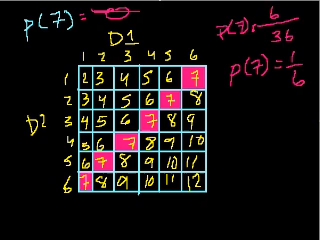 p(7) =
p(7) = 6/36
p(7) = 1/6
D1
1 2 3 4 5 6
D2
1 2 3 4 5 6 7
2 3 4 5 6 7 8
3 4 5 6 7 8 9
4 5 6 7 8 9 10
5 6 7 8 9 10 11
6 7 8 9 10 11 12